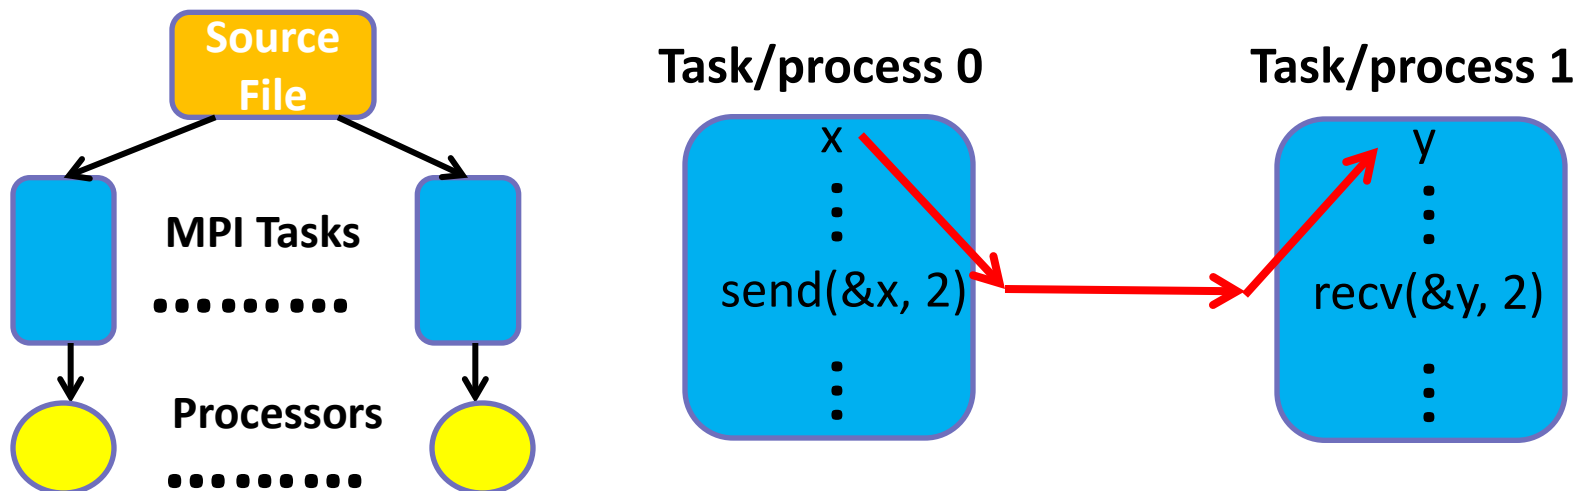 Source
File
MPI Tasks
Processors
Task/process 0
x
send(&x, 2)
Task/process 1
y
recv(&y, 2)